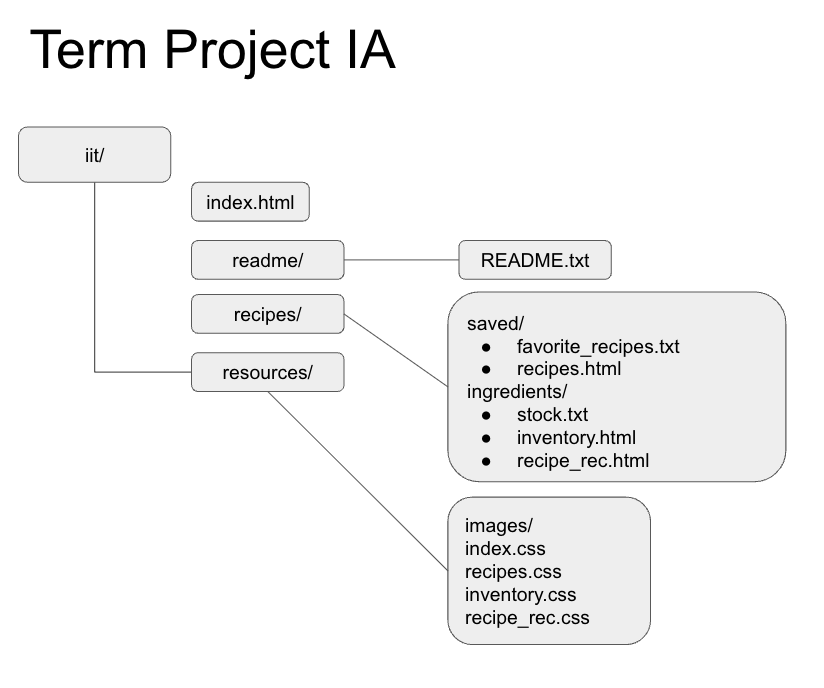 Term Project IA
iit/
index.html
readme/
README.txt
recipes/
saved/
● favorite_recipes.txt
● recipes.html
ingredients/
● stock.txt
● inventory.html
● recipe_rec.html
resources/
images/
index.css
recipes.css
inventory.css
recipe_rec.css